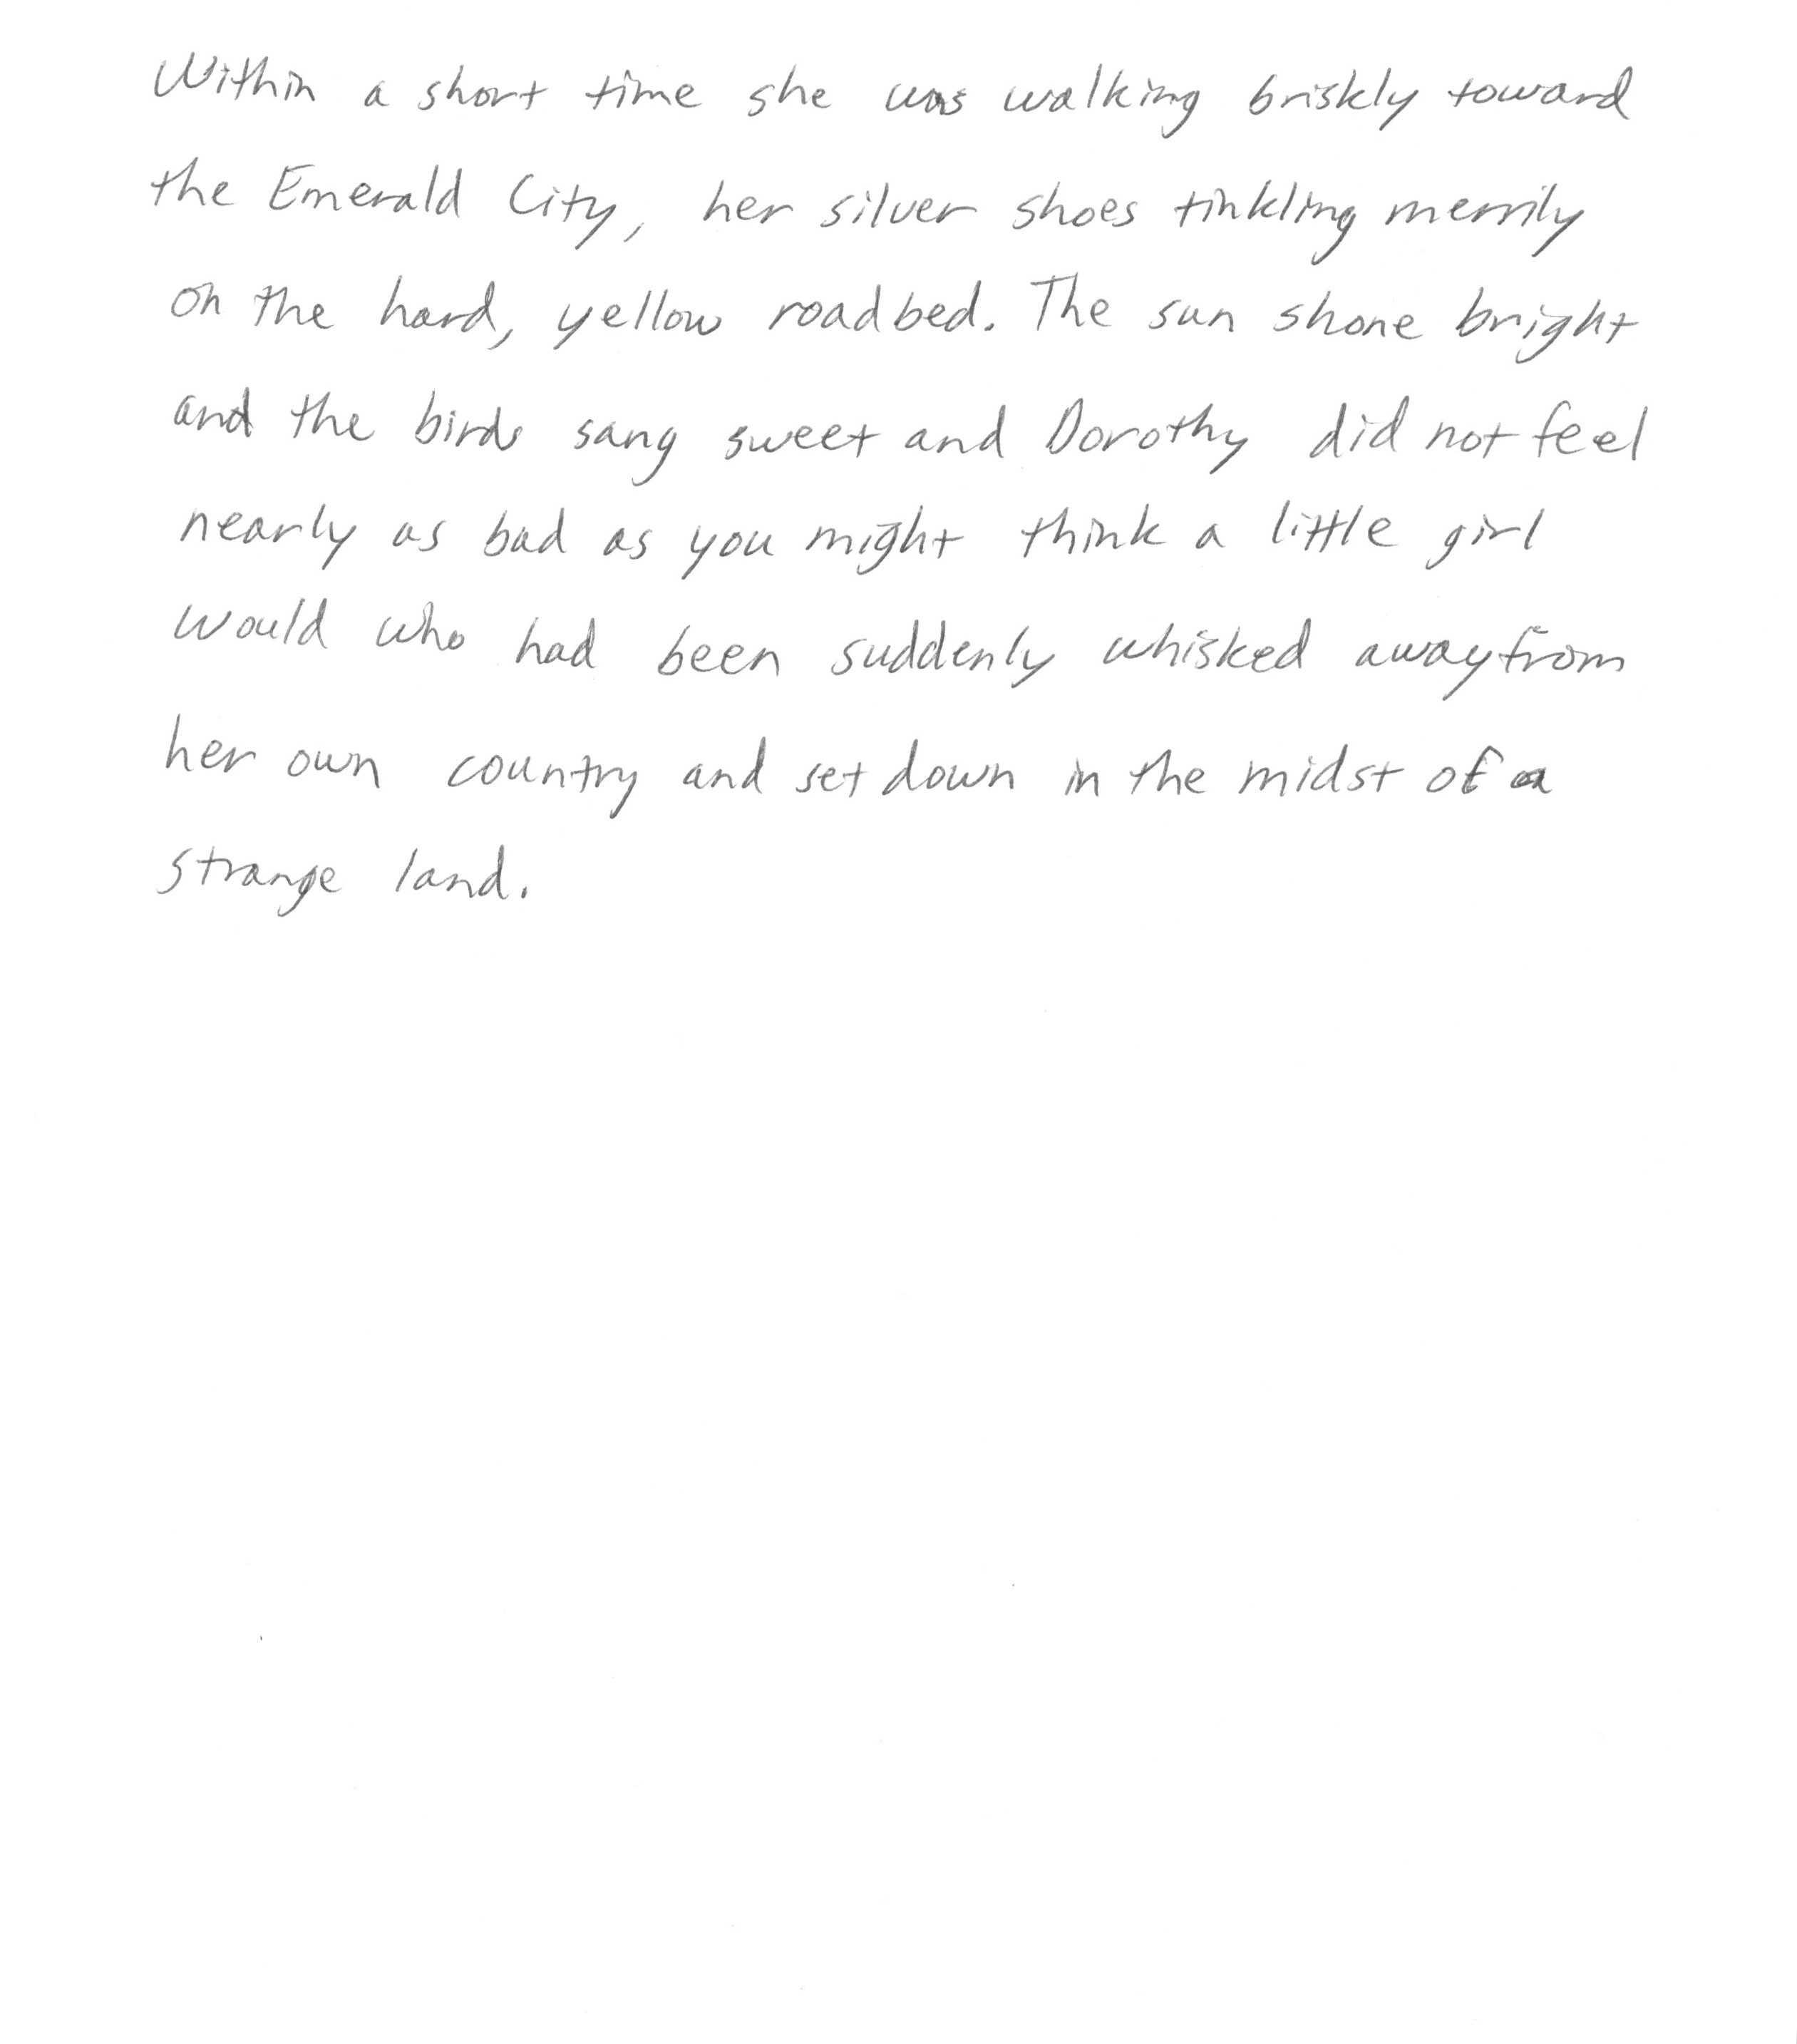 Within a short time she was walking briskly toward
the Emerald City, her silver shoes tinkling merrily
on the hard, yellow roadbed. The sun shone bright
and the birds sang sweet and Dorothy did not feel
nearly as bad as you might think a little girl
would who had been suddenly whisked away from
her own country and set down in the midst of a
strange land.